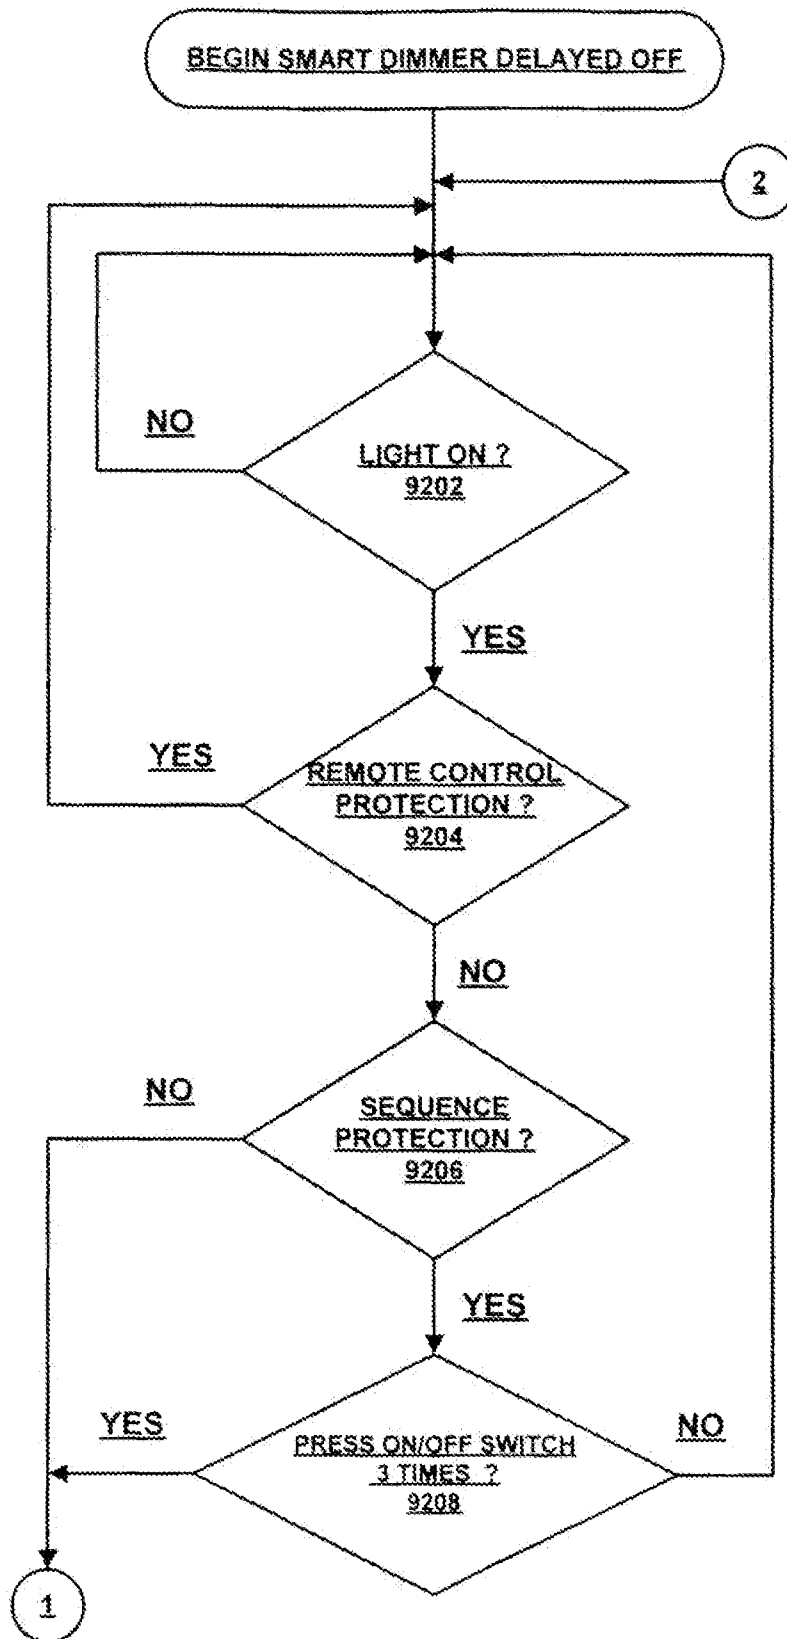 BEGIN SMART DIMMER DELAYED OFF
2
NO
LIGHT ON ?
9202
YES
YES
REMOTE CONTROL
PROTECTION ?
9204
NO
NO
SEQUENCE
PROTECTION ?
9206
YES
YES
PRESS ON/OFF SWITCH
3 TIMES ?
9208
NO
1